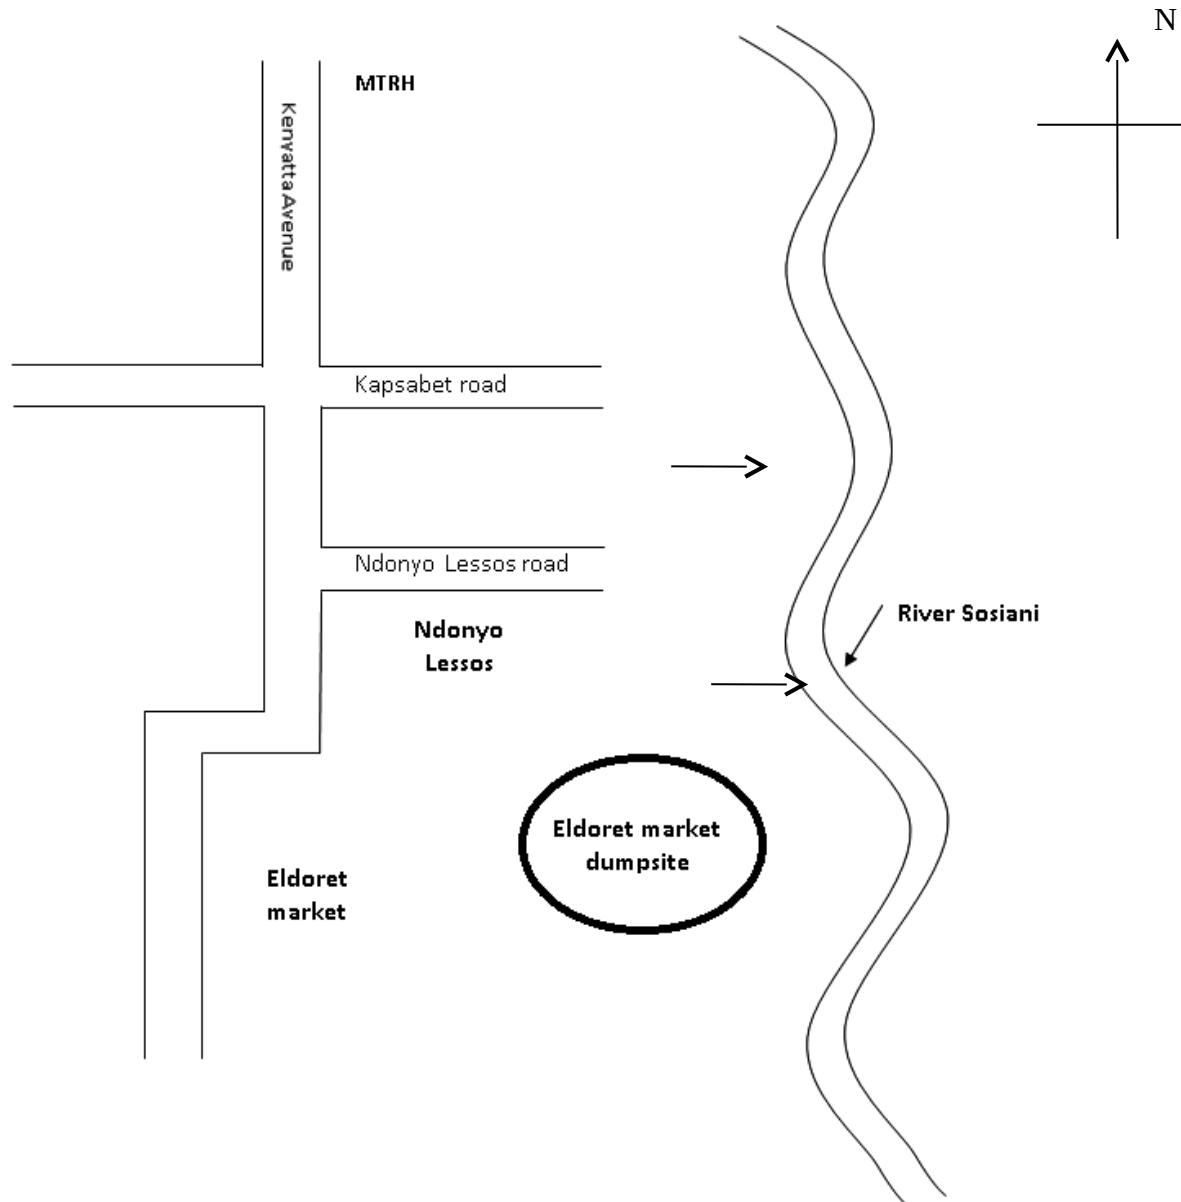 N
MTRH
Kenyatta Avenue
Kapsabet road
Ndonyo Lessos road
Ndonyo
Lessos
River Sosiani
Eldoret market
dumpsite
Eldoret
market